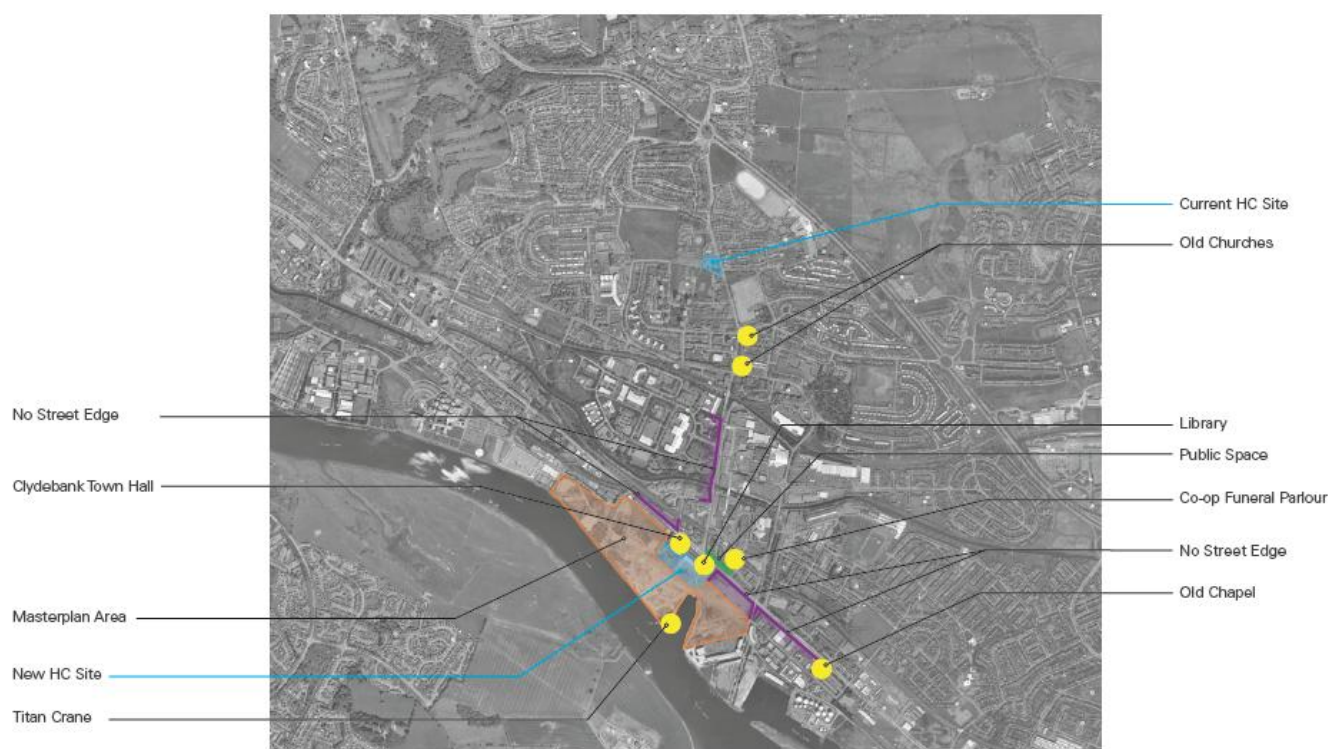 Current HC Site
Old Churches
No Street Edge
Library
Public Space
Clydebank Town Hall
Co-op Funeral Parlour
No Street Edge
Old Chapel
Masterplan Area
New HC Site
Titan Crane